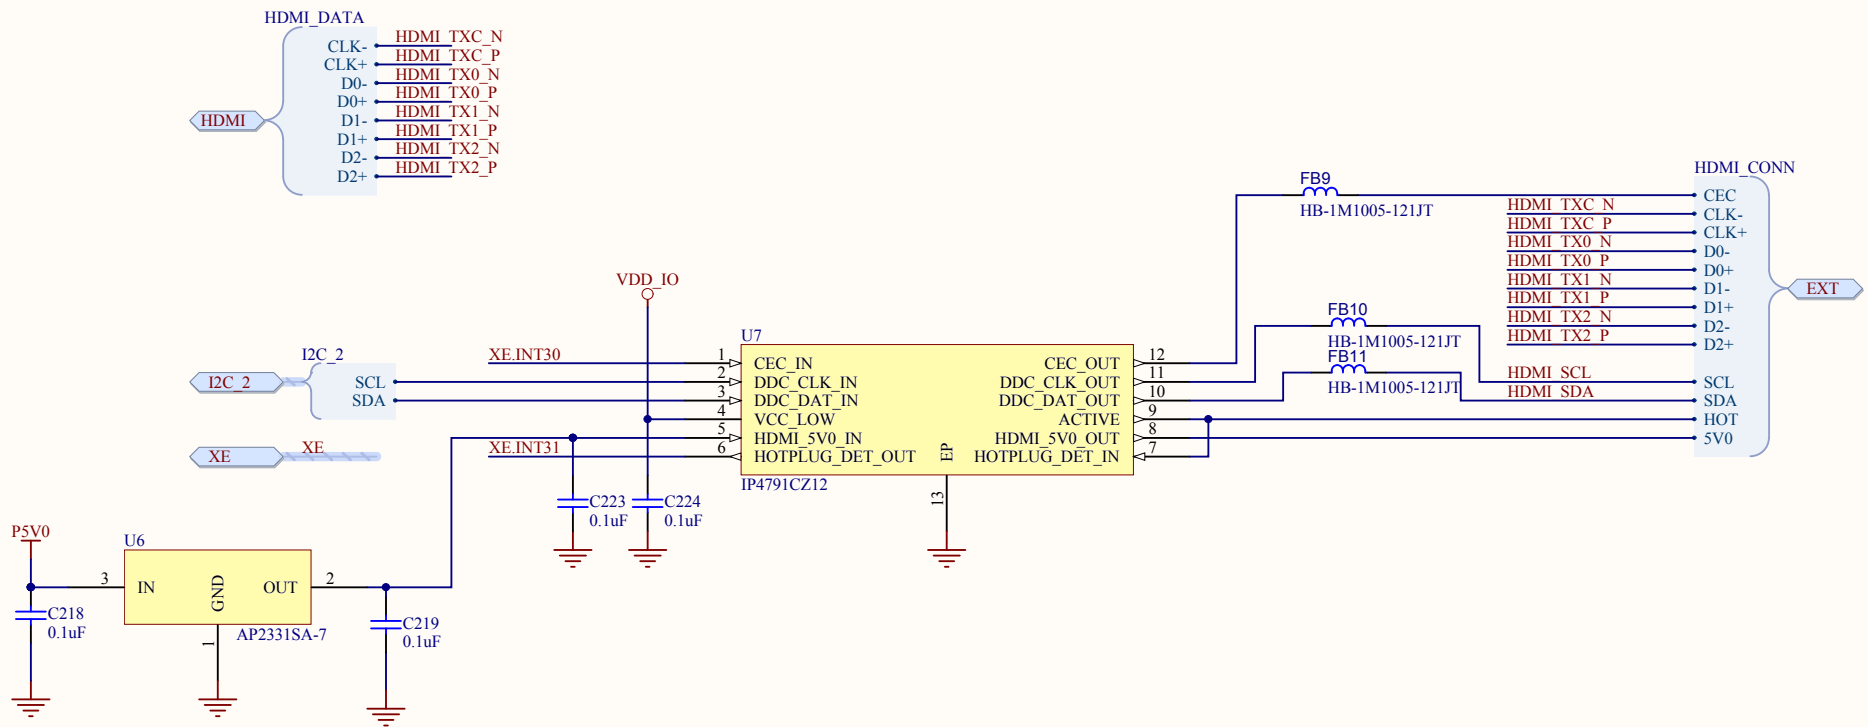 HDMI_DATA
HDMI
CLK- HDMI_TXC_N
CLK+ HDMI_TXC_P
D0- HDMI_TX0_N
D0+ HDMI_TX0_P
D1- HDMI_TX1_N
D1+ HDMI_TX1_P
D2- HDMI_TX2_N
D2+ HDMI_TX2_P
HDMI_CONN
FB9
HB-1M1005-121JT
CEC
HDMI_TXC_N CLK-
HDMI_TXC_P CLK+
HDMI_TX0_N D0-
HDMI_TX0_P D0+
HDMI_TX1_N D1-
HDMI_TX1_P D1+
HDMI_TX2_N D2-
HDMI_TX2_P D2+
HDMI_SCL SCL
HDMI_SDA SDA
HOT
5V0
EXT
FB10
HB-1M1005-121JT
FB11
HB-1M1005-121JT
VDD_IO
I2C_2
I2C_2
SCL
SDA
XE
XE
XE.INT30
XE.INT31
U7
1 CEC_IN CEC_OUT 12
2 DDC_CLK_IN DDC_CLK_OUT 11
3 DDC_DAT_IN DDC_DAT_OUT 10
4 VCC_LOW ACTIVE 9
5 HDMI_5V0_IN HDMI_5V0_OUT 8
6 HOTPLUG_DET_OUT HOTPLUG_DET_IN 7
EP
13
IP4791CZ12
C223
0.1uF
C224
0.1uF
P5V0
U6
3 IN OUT 2
GND
1
AP2331SA-7
C218
0.1uF
C219
0.1uF